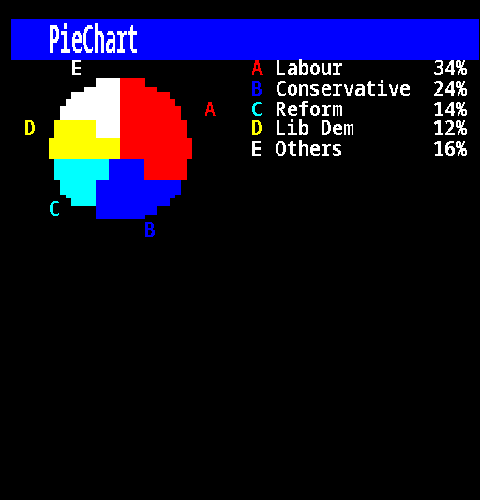 PieChart
E
A
D
C
B
A Labour 34%
B Conservative 24%
C Reform 14%
D Lib Dem 12%
E Others 16%